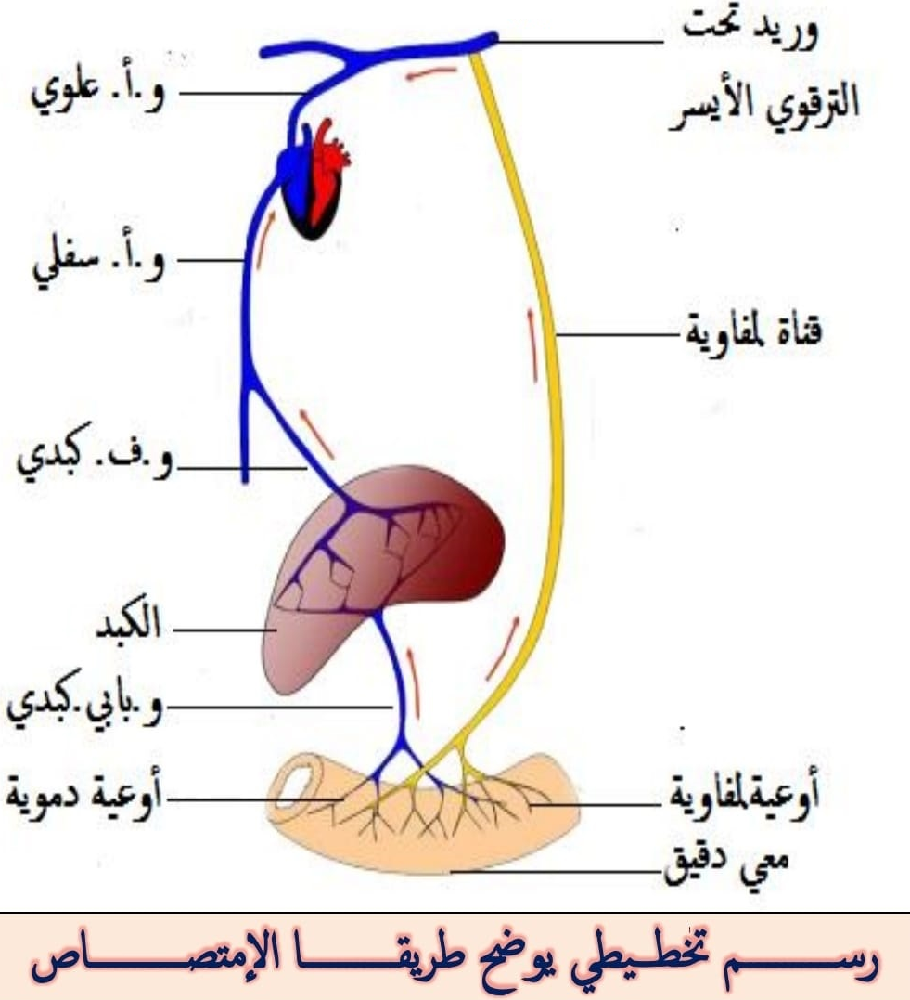 وريد تحت
الترقوي الأيسر
و.أ. علوي
و.أ. سفلي
قناة لمفاوية
و.ف. كبدي
الكبد
و.بابي.كبدي
أوعية دموية
أوعيةلمفاوية
معي دقيق
رســـــم تخطـيطي يوضح طريقـــــا الإمتصـــــاص